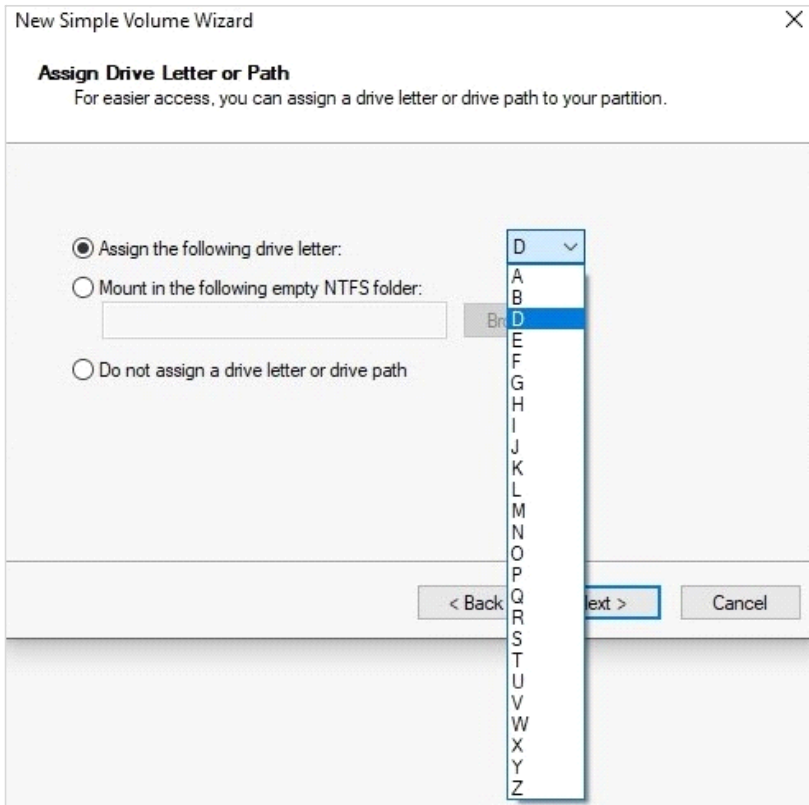 New Simple Volume Wizard
Assign Drive Letter or Path
For easier access, you can assign a drive letter or drive path to your partition.
Assign the following drive letter: D
A
B
D
E
F
G
H
I
J
K
L
M
N
O
P
Q
R
S
T
U
V
W
X
Y
Z
Mount in the following empty NTFS folder:
Do not assign a drive letter or drive path
< Back
Cancel